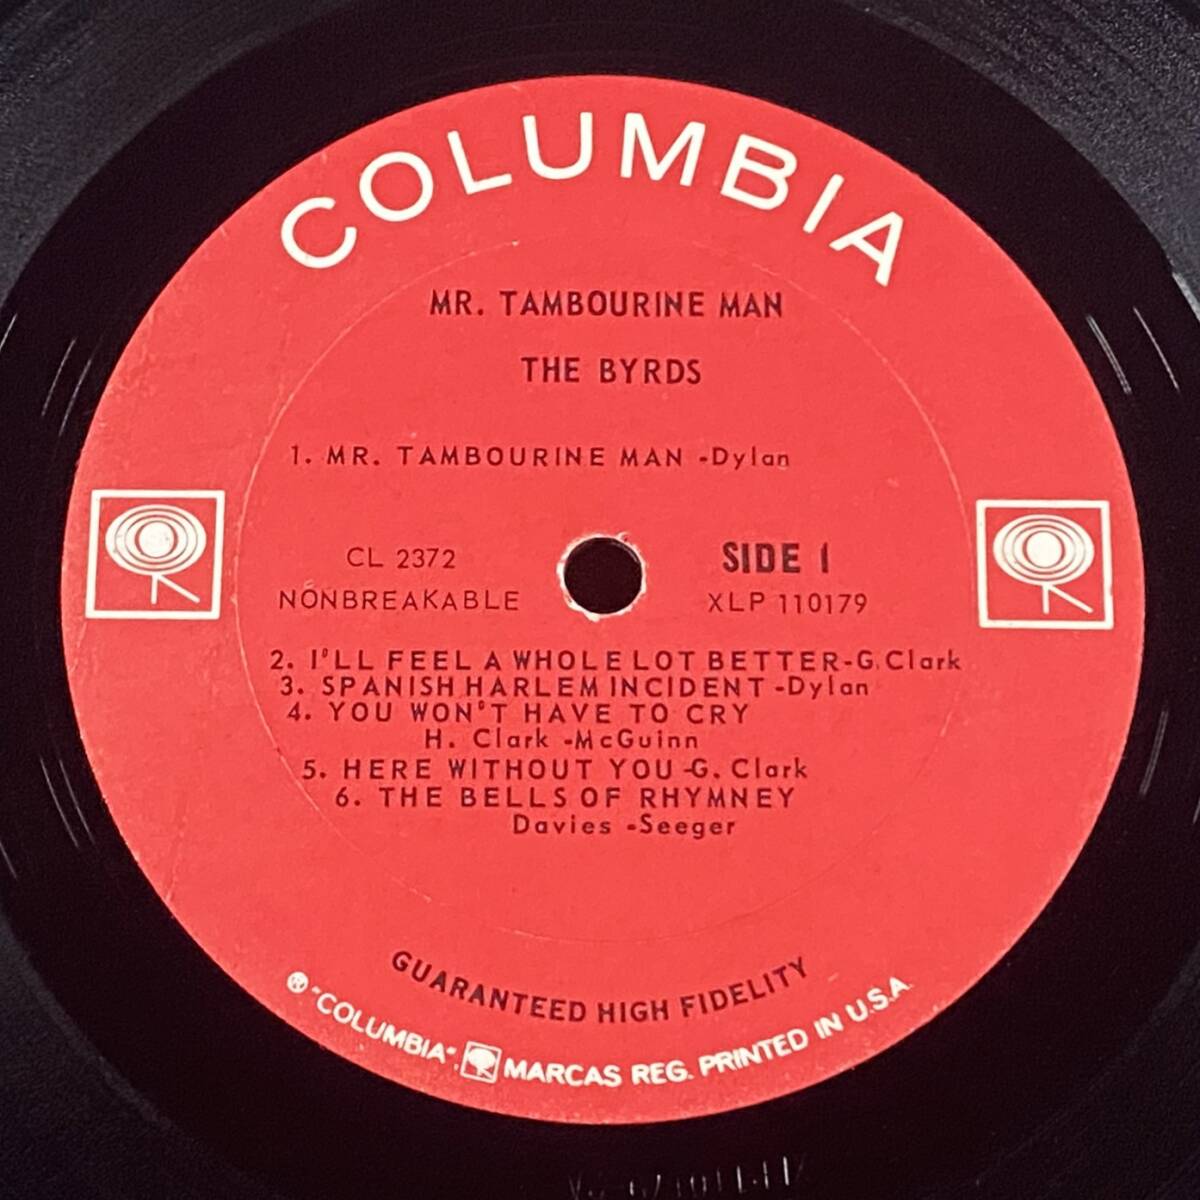 COLUMBIA
MR. TAMBOURINE MAN
THE BYRDS
1. MR. TAMBOURINE MAN -Dylan
CL 2372
NONBREAKABLE
SIDE 1
XLP 110179
2. I'LL FEEL A WHOLE LOT BETTER-G. Clark
3. SPANISH HARLEM INCIDENT -Dylan
4. YOU WON'T HAVE TO CRY
H. Clark -McGuinn
5. HERE WITHOUT YOU -G. Clark
6. THE BELLS OF RHYMNEY
Davies -Seeger
GUARANTEED HIGH FIDELITY
® "COLUMBIA" MARCAS REG. PRINTED IN U.S.A.